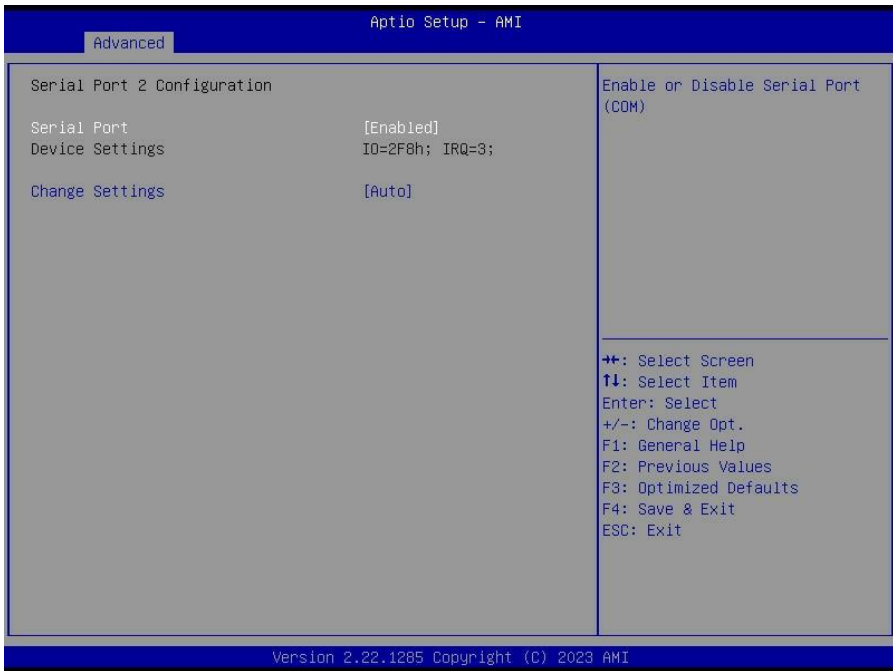 Aptio Setup – AMI
Advanced
Serial Port 2 Configuration
Serial Port [Enabled]
Device Settings IO=2F8h; IRQ=3;
Change Settings [Auto]
Enable or Disable Serial Port
(COM)
→←: Select Screen
↑↓: Select Item
Enter: Select
+/-: Change Opt.
F1: General Help
F2: Previous Values
F3: Optimized Defaults
F4: Save & Exit
ESC: Exit
Version 2.22.1285 Copyright (C) 2023 AMI